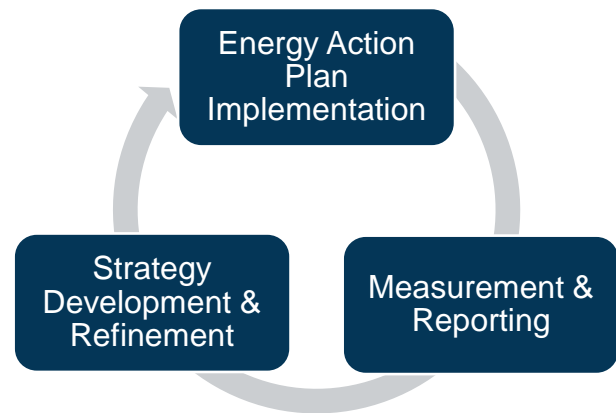 Energy Action
Plan
Implementation
Measurement &
Reporting
Strategy
Development &
Refinement